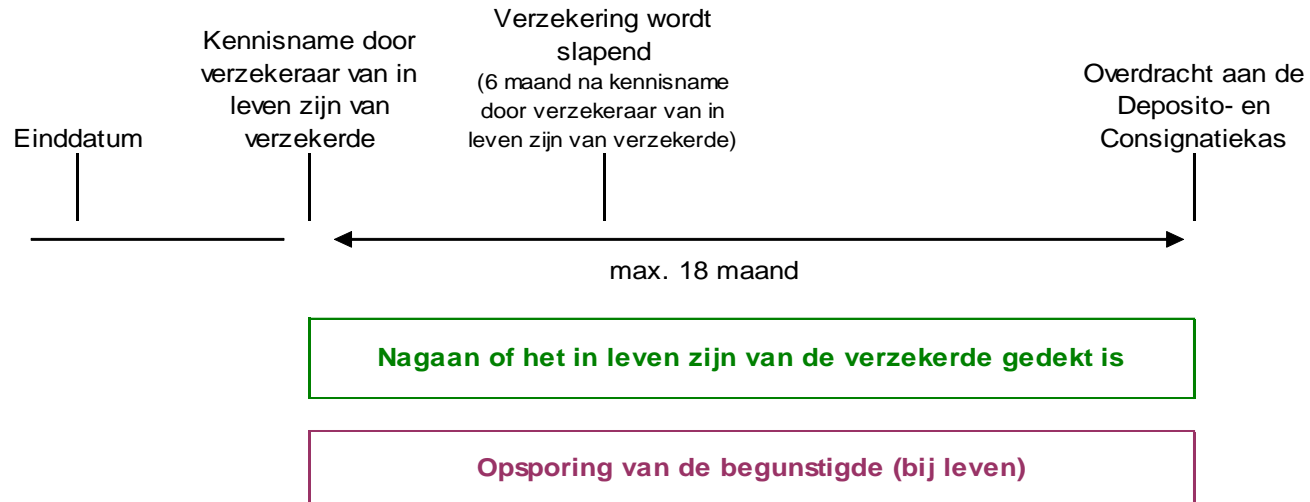 Einddatum
Kennisname door
verzekeraar van in
leven zijn van
verzekerde
Verzekering wordt
slapend
(6 maand na kennisname
door verzekeraar van in
leven zijn van verzekerde)
Overdracht aan de
Deposito- en
Consignatiekas
max. 18 maand
Nagaan of het in leven zijn van de verzekerde gedekt is
Opsporing van de begunstigde (bij leven)